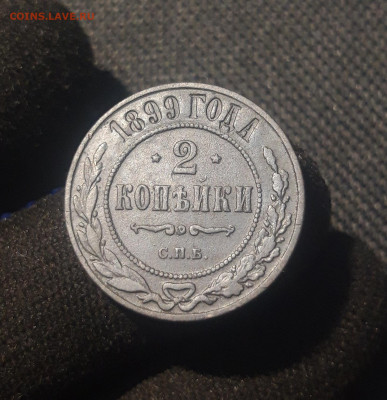 COINS.LAVE.RU
1899 ГОДА
2
КОПѢЙКИ
С.П.Б.